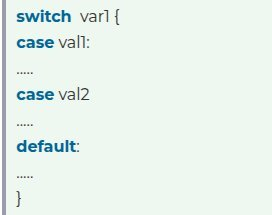 switch var1 {
case val1:
.....
case val2
.....
default:
.....
}